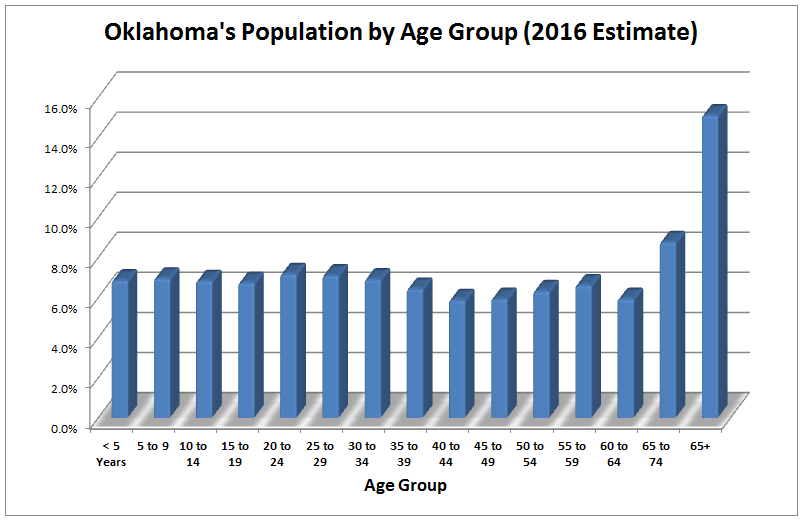 Oklahoma's Population by Age Group (2016 Estimate)
16.0%
14.0%
12.0%
10.0%
8.0%
6.0%
4.0%
2.0%
0.0%
< 5 5 to 9 10 to 15 to 20 to 25 to 30 to 35 to 40 to 45 to 50 to 55 to 60 to 65 to 65+
Years 14 19 24 29 34 39 44 49 54 59 64 74
Age Group